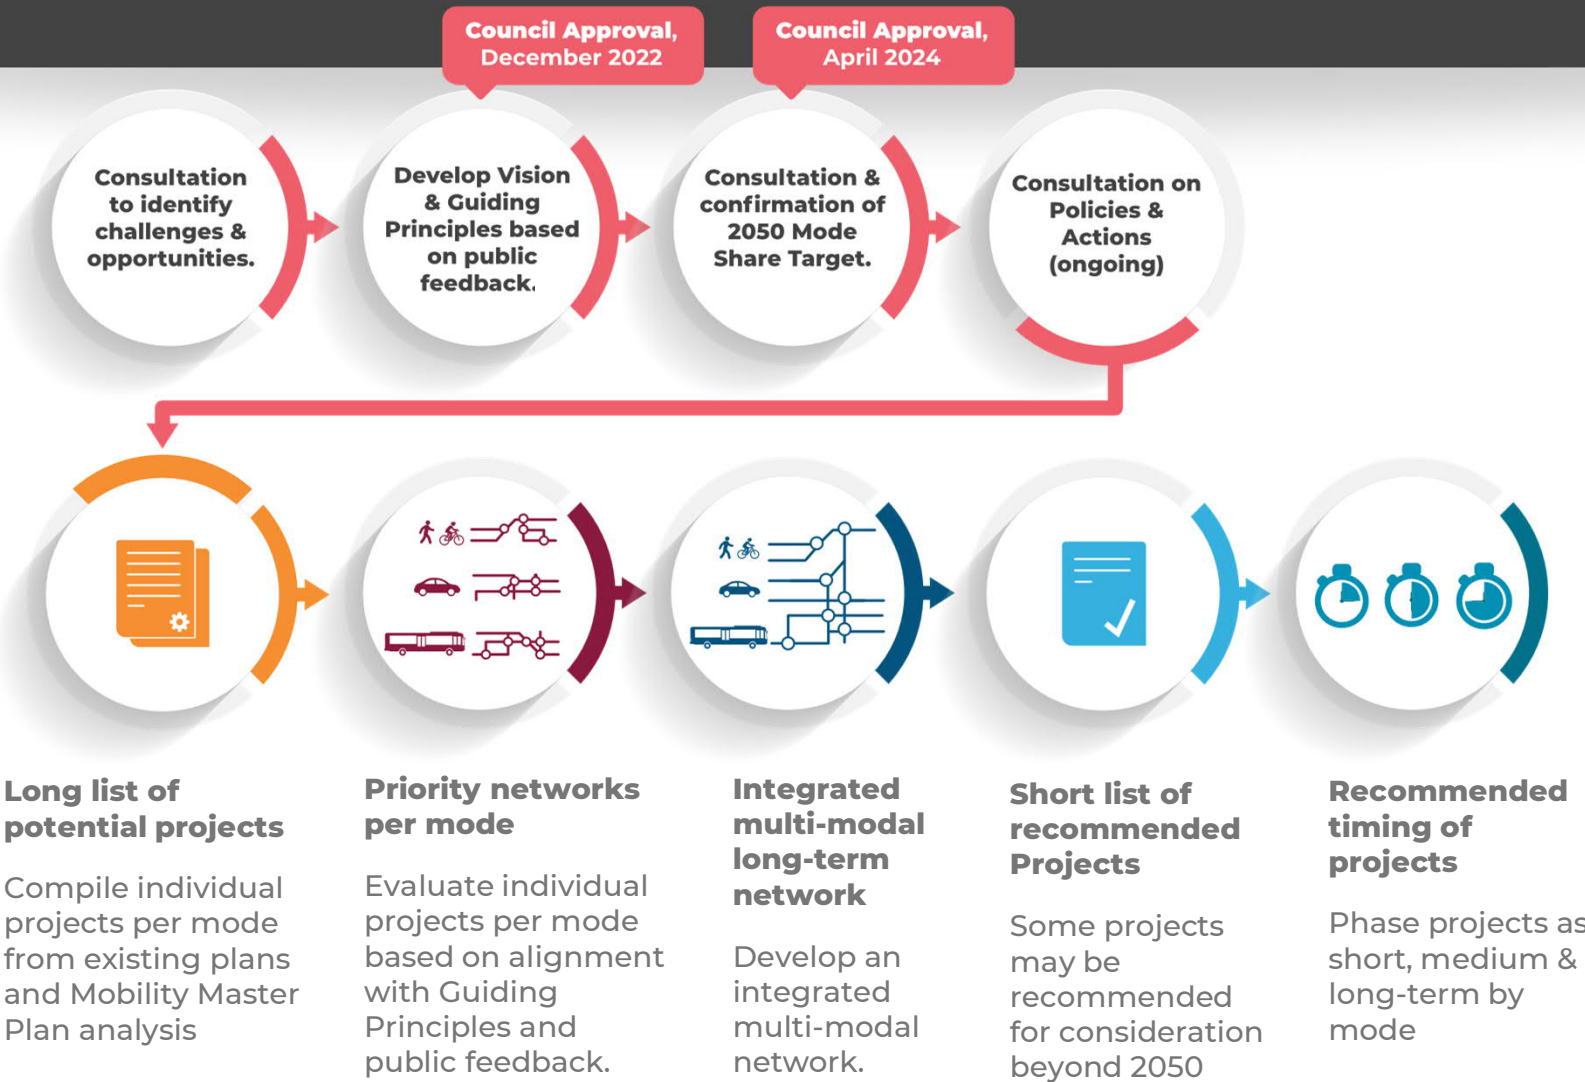 Council Approval,
December 2022
Council Approval,
April 2024
Consultation
to identify
challenges &
opportunities.
Develop Vision
& Guiding
Principles based
on public
feedback.
Consultation &
confirmation of
2050 Mode
Share Target.
Consultation on
Policies &
Actions
(ongoing)
Long list of
potential projects
Compile individual
projects per mode
from existing plans
and Mobility Master
Plan analysis
Priority networks
per mode
Evaluate individual
projects per mode
based on alignment
with Guiding
Principles and
public feedback.
Integrated
multi-modal
long-term
network
Develop an
integrated
multi-modal
network.
Short list of
recommended
Projects
Some projects
may be
recommended
for consideration
beyond 2050
Recommended
timing of
projects
Phase projects as
short, medium &
long-term by
mode